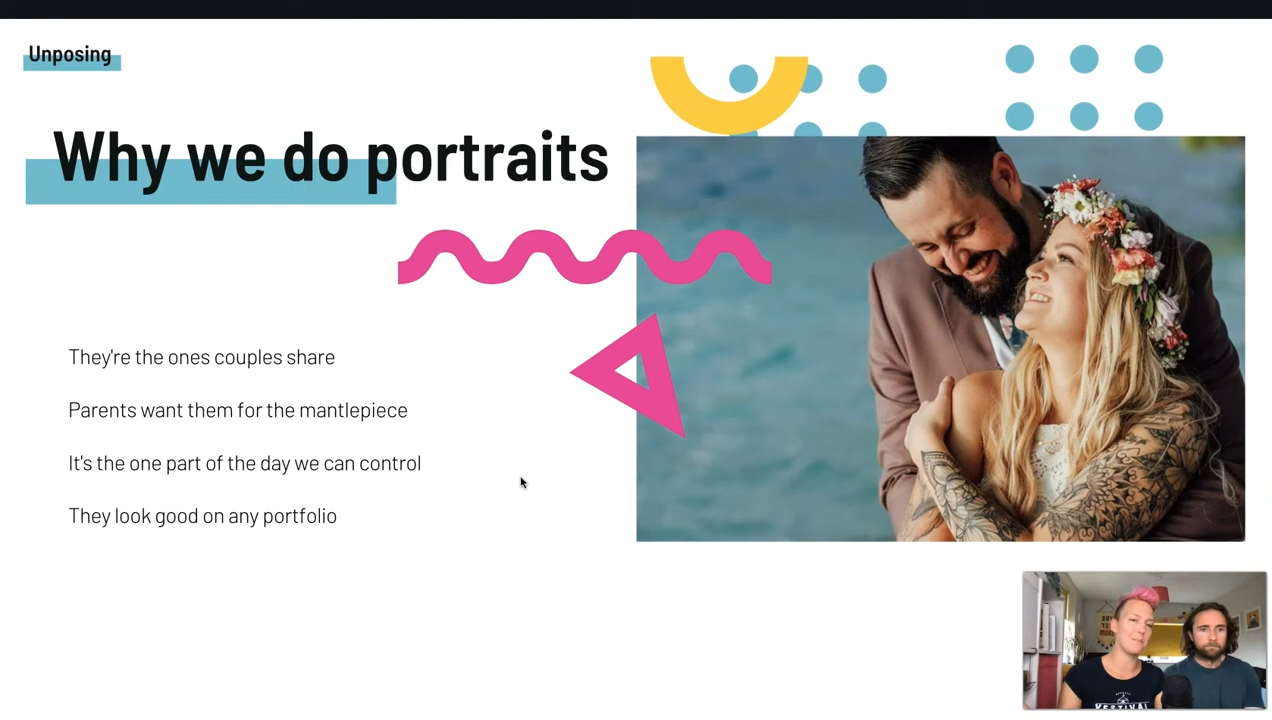 Unposing
Why we do portraits
They're the ones couples share
Parents want them for the mantlepiece
It's the one part of the day we can control
They look good on any portfolio